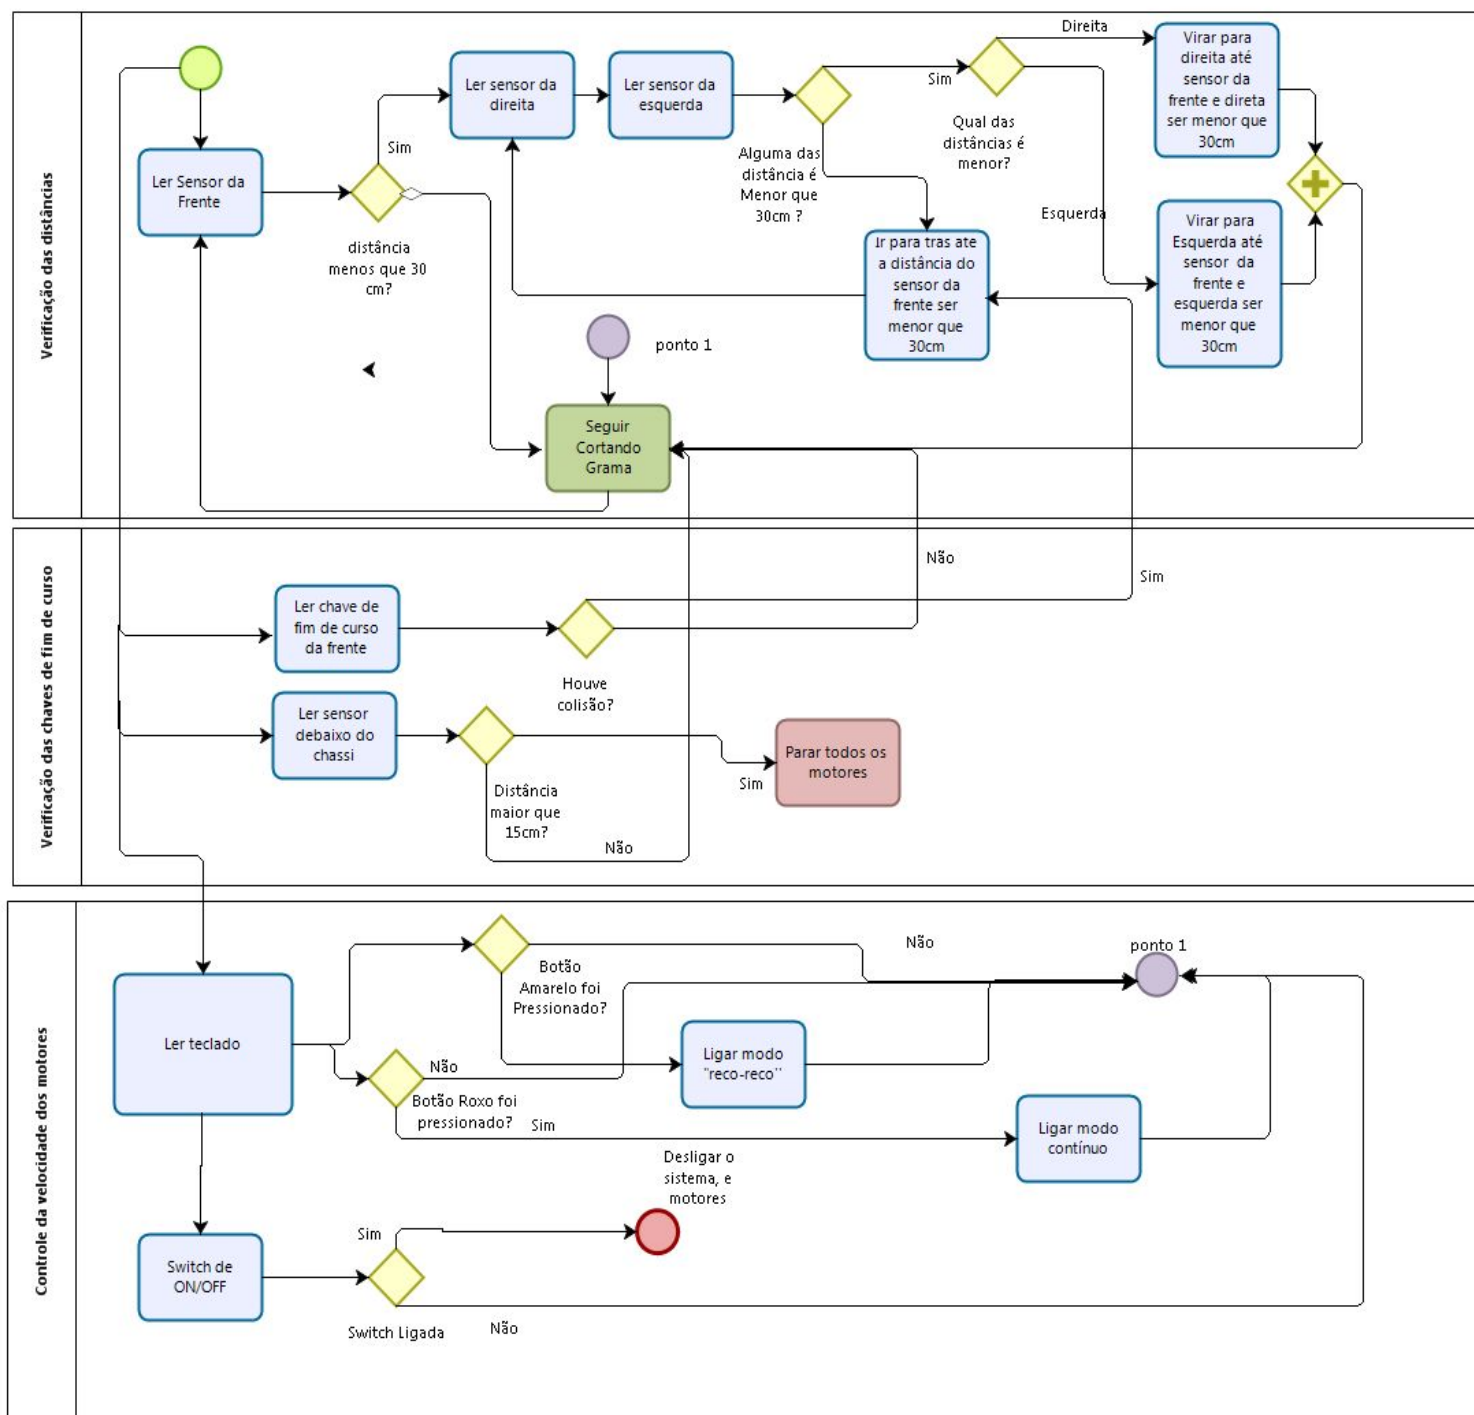 Verificação das distâncias
Ler Sensor da
Frente
Sim
distância
menos que 30
cm?
Ler sensor da
direita
Ler sensor da
esquerda
Alguma das
distância é
Menor que
30cm ?
Sim
Qual das
distâncias é
menor?
Direita
Esquerda
Virar para
direita até
sensor da
frente e direta
ser menor que
30cm
Virar para
Esquerda até
sensor da
frente e
esquerda ser
menor que
30cm
Ir para tras ate
a distância do
sensor da
frente ser
menor que
30cm
ponto 1
Seguir
Cortando
Grama
Verificação das chaves de fim de curso
Ler chave de
fim de curso
da frente
Houve
colisão?
Não
Sim
Ler sensor
debaixo do
chassi
Distância
maior que
15cm?
Não
Sim
Parar todos os
motores
Controle da velocidade dos motores
Ler teclado
Botão
Amarelo foi
Pressionado?
Não
ponto 1
Ligar modo
"reco-reco"
Não
Botão Roxo foi
pressionado?
Sim
Ligar modo
contínuo
Desligar o
sistema, e
motores
Switch de
ON/OFF
Sim
Switch Ligada
Não